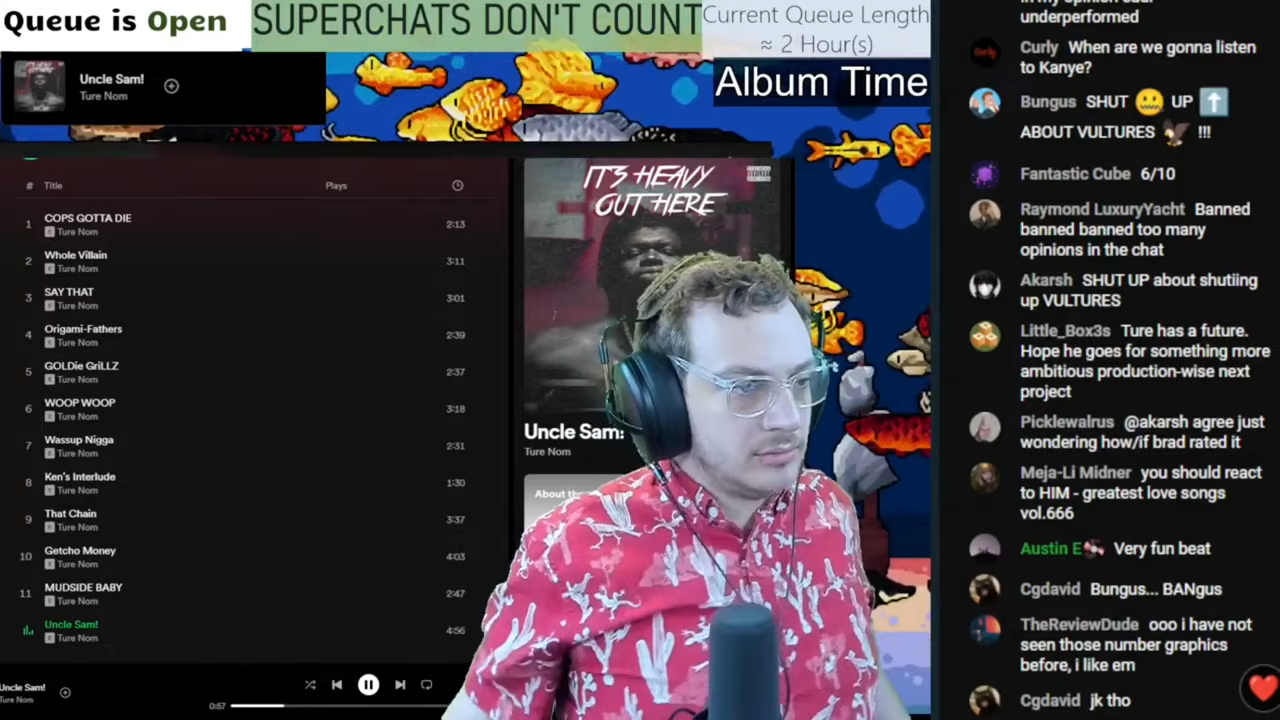 Queue is Open
SUPERCHATS DON'T COUNT
Current Queue Length
≈ 2 Hour(s)
Album Time
Uncle Sam!
Ture Nom
# Title Plays
1 COPS GOTTA DIE 2:13
E Ture Nom
2 Whole Villain 3:11
E Ture Nom
3 SAY THAT 3:01
E Ture Nom
4 Origami-Fathers 2:39
E Ture Nom
5 GOLDie GriLLZ 2:37
E Ture Nom
6 WOOP WOOP 3:18
E Ture Nom
7 Wassup Nigga 2:31
E Ture Nom
8 Ken's Interlude 1:30
E Ture Nom
9 That Chain 3:37
E Ture Nom
10 Getcho Money 4:03
E Ture Nom
11 MUDSIDE BABY 2:47
E Ture Nom
Uncle Sam! 4:56
E Ture Nom
Uncle Sam!
Ture Nom
0:57
IT'S HEAVY
OUT HERE
Uncle Sam!
Ture Nom
About the
underperformed
Curly When are we gonna listen
to Kanye?
Bungus SHUT 🤐 UP ⬆️
ABOUT VULTURES 🦅 !!!
Fantastic Cube 6/10
Raymond LuxuryYacht Banned
banned banned too many
opinions in the chat
Akarsh SHUT UP about shutiing
up VULTURES
Little_Box3s Ture has a future.
Hope he goes for something more
ambitious production-wise next
project
Picklewalrus @akarsh agree just
wondering how/if brad rated it
Meja-Li Midner you should react
to HIM - greatest love songs
vol.666
Austin E Very fun beat
Cgdavid Bungus... BANgus
TheReviewDude ooo i have not
seen those number graphics
before, i like em
Cgdavid jk tho